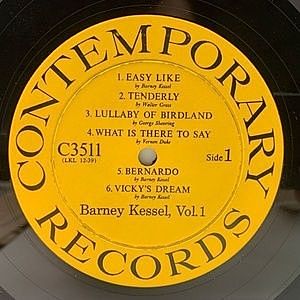 CONTEMPORARY
1. EASY LIKE
by Barney Kessel
2. TENDERLY
by Walter Gross
3. LULLABY OF BIRDLAND
by George Shearing
4. WHAT IS THERE TO SAY
by Vernon Duke
C3511
Side 1
(LKL 12-39)
5. BERNARDO
by Barney Kessel
6. VICKY'S DREAM
by Barney Kessel
Barney Kessel, Vol. 1
RECORDS